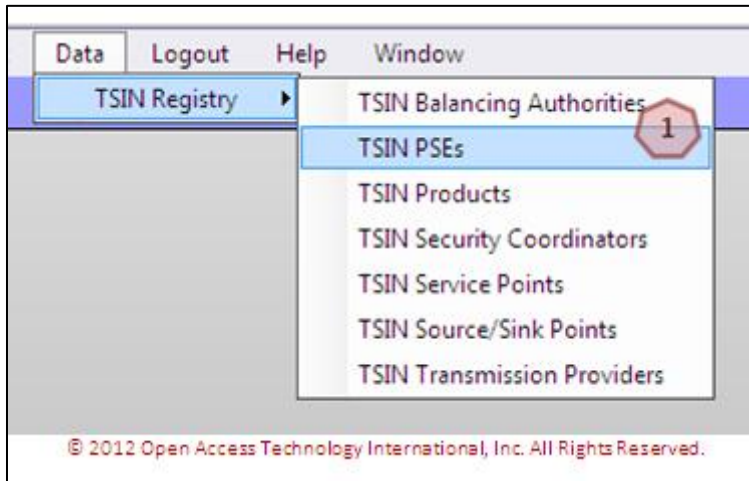 Data Logout Help Window
TSIN Registry
TSIN Balancing Authorities
1
TSIN PSEs
TSIN Products
TSIN Security Coordinators
TSIN Service Points
TSIN Source/Sink Points
TSIN Transmission Providers
© 2012 Open Access Technology International, Inc. All Rights Reserved.